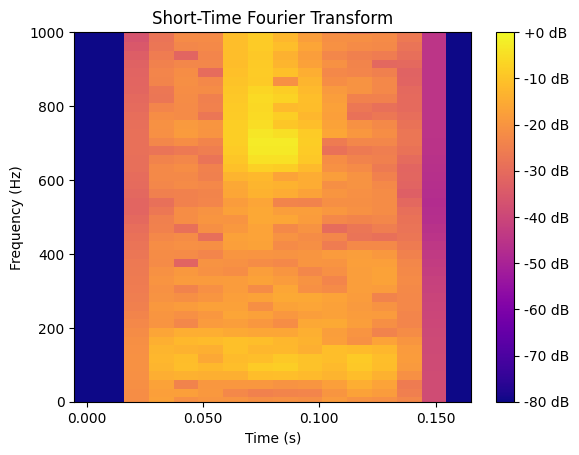 Short-Time Fourier Transform
1000
800
600
400
200
0
Frequency (Hz)
0.000
0.050
0.100
0.150
Time (s)
+0 dB
-10 dB
-20 dB
-30 dB
-40 dB
-50 dB
-60 dB
-70 dB
-80 dB